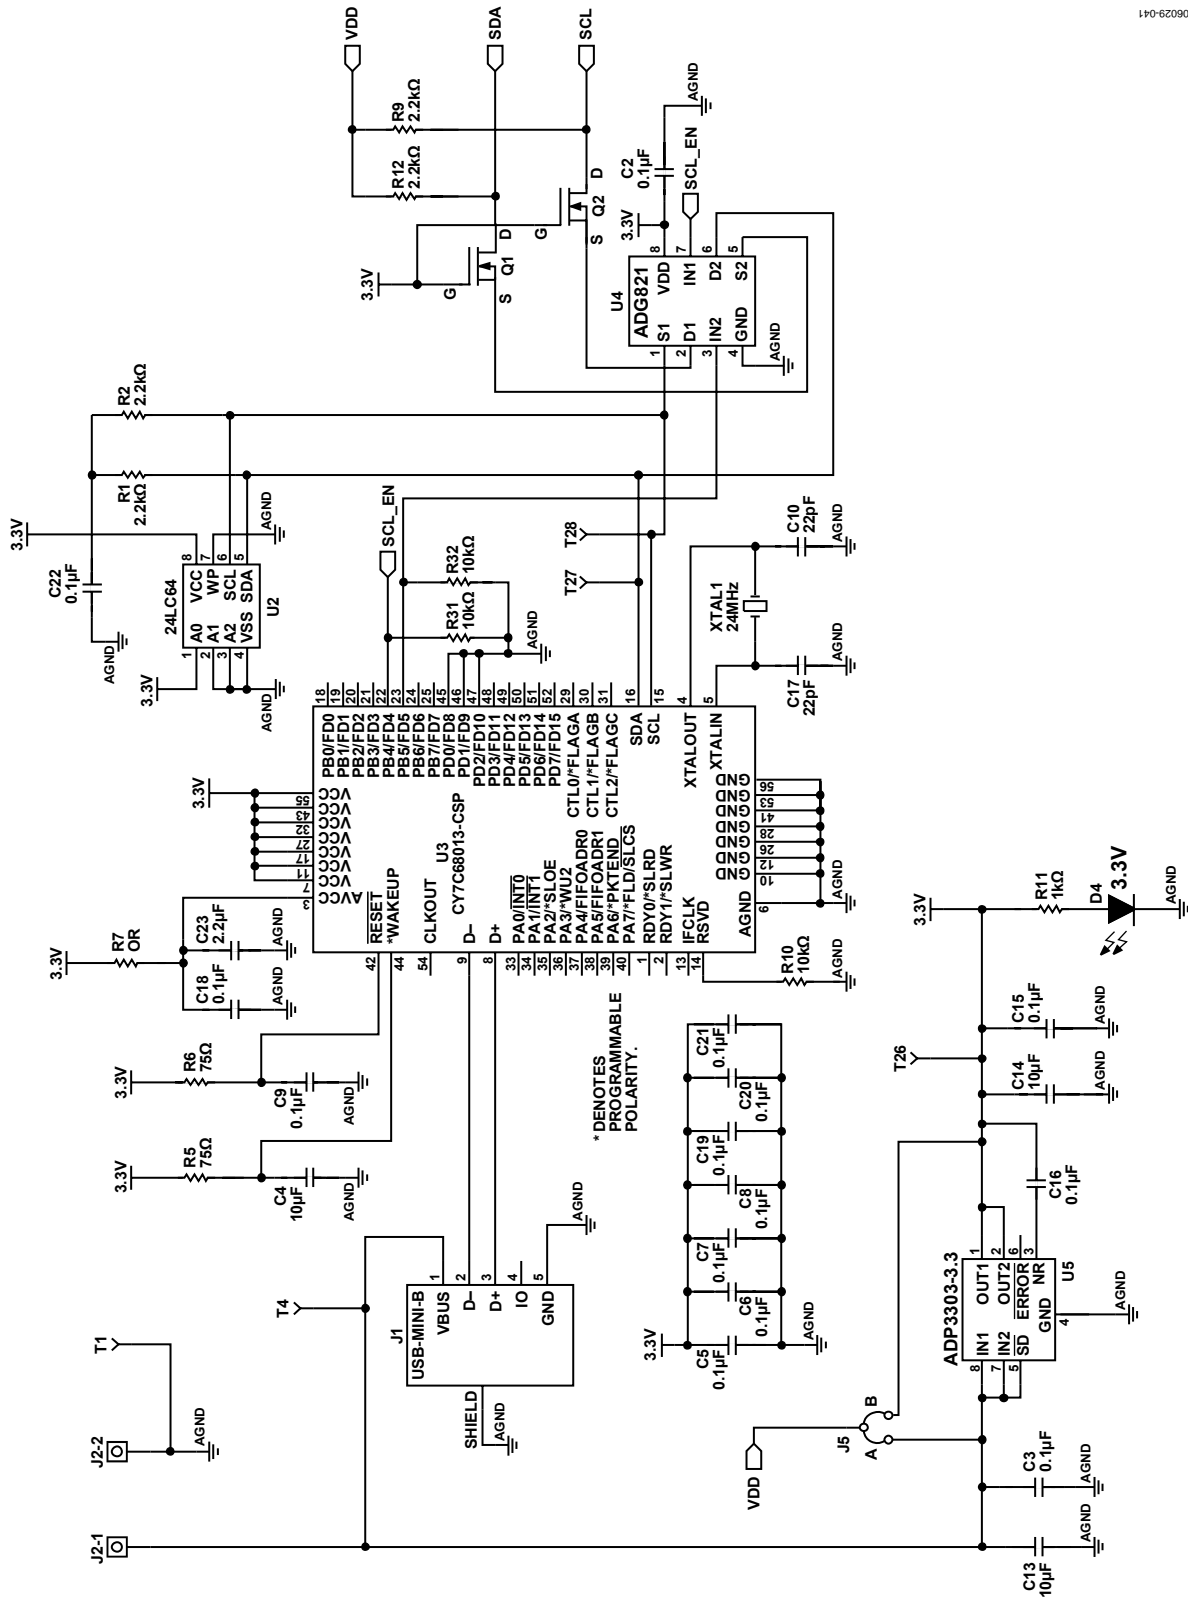 06029-041
J2-1
J2-2
AGND
T1
T4
J1
USB-MINI-B
VBUS
1
D–
2
D+
3
IO
4
GND
5
AGND
SHIELD
AGND
3.3V
R5
75Ω
C4
10µF
AGND
3.3V
R6
75Ω
C9
0.1µF
AGND
3.3V
R7
OR
C18
0.1µF
AGND
C23
2.2µF
AGND
3.3V
3 AVCC
7 VCC
11 VCC
17 VCC
27 VCC
32 VCC
43 VCC
55 VCC
U3
CY7C68013-CSP
42 RESET
44 *WAKEUP
54 CLKOUT
9 D–
8 D+
33 PA0/INT0
34 PA1/INT1
35 PA2/*SLOE
36 PA3/*WU2
37 PA4/FIFOADR0
38 PA5/FIFOADR1
39 PA6/*PKTEND
40 PA7/*FLD/SLCS
1 RDY0/*SLRD
2 RDY1/*SLWR
13 IFCLK
14 RSVD
R10
10kΩ
AGND
PB0/FD0 18
PB1/FD1 19
PB2/FD2 20
PB3/FD3 21
PB4/FD4 22
PB5/FD5 23
PB6/FD6 24
PB7/FD7 25
PD0/FD8 45
PD1/FD9 46
PD2/FD10 47
PD3/FD11 48
PD4/FD12 49
PD5/FD13 50
PD6/FD14 51
PD7/FD15 52
CTL0/*FLAGA 29
CTL1/*FLAGB 30
CTL2/*FLAGC 31
SDA 16
SCL 15
XTALOUT 4
XTALIN 5
AGND 9
GND 10
GND 12
GND 26
GND 28
GND 41
GND 53
GND 56
AGND
* DENOTES
PROGRAMMABLE
POLARITY.
3.3V
A0 1
A1 2
A2 3
VSS 4
AGND
24LC64
U2
VCC 8
WP 7
SCL 6
SDA 5
AGND
3.3V
C22
0.1µF
AGND
R1
2.2kΩ
R2
2.2kΩ
SCL_EN
R31
10kΩ
R32
10kΩ
AGND
T27
T28
XTAL1
24MHz
C17
22pF
AGND
C10
22pF
AGND
VDD
SDA
SCL
R12
2.2kΩ
R9
2.2kΩ
3.3V
G
Q1
D
S
G
Q2
D
S
U4
ADG821
1 S1
2 D1
3 IN2
4 GND
AGND
VDD 8
IN1 7
D2 6
S2 5
3.3V
C2
0.1µF
AGND
SCL_EN
3.3V
C5
0.1µF
C6
0.1µF
C7
0.1µF
C8
0.1µF
C19
0.1µF
C20
0.1µF
C21
0.1µF
AGND
VDD
J5
A
B
C13
10µF
AGND
C3
0.1µF
AGND
ADP3303-3.3
U5
8 IN1
7 IN2
5 SD
GND
4
AGND
OUT1 1
OUT2 2
ERROR 6
NR 3
C16
0.1µF
C14
10µF
AGND
C15
0.1µF
AGND
T26
3.3V
R11
1kΩ
D4
3.3V
AGND